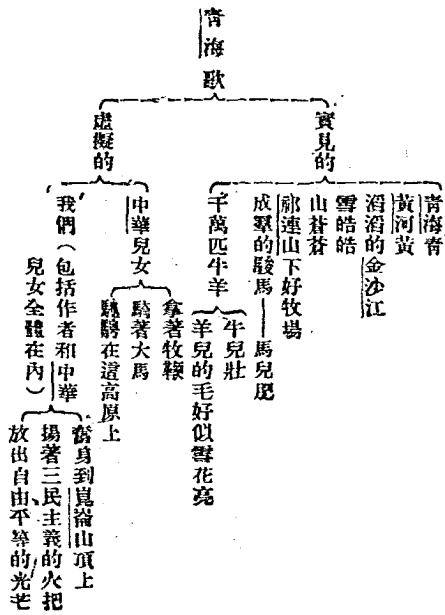 青海歌
實見的
青海青
黃河黃
滔滔的金沙江
雪皓皓
山蒼蒼
祁連山下好牧場
成羣的駿馬——馬兒肥
千萬匹牛羊
牛兒壯
羊兒的毛好似雪花亮
虛擬的
中華兒女
拿著牧鞭
騎著大馬
馳騁在這高原上
我們(包括作者和中華
兒女全體在內)
奮身到崑崙山頂上
揚著三民主義的火把
放出自由平等的光芒